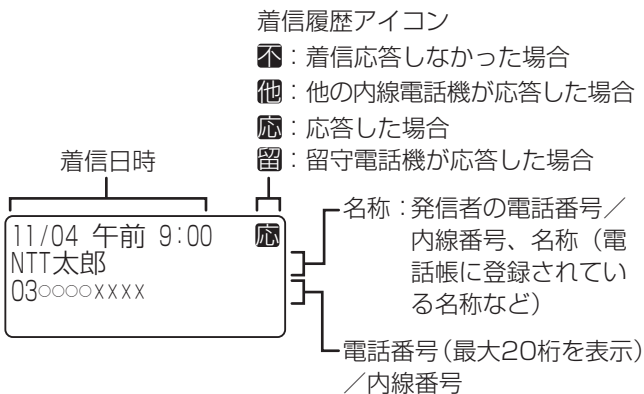 着信履歴アイコン
不：着信応答しなかった場合
他：他の内線電話機が応答した場合
応：応答した場合
留：留守電話機が応答した場合
着信日時
11/04 午前 9:00 応
NTT太郎
03○○○○XXXX
名称：発信者の電話番号／
内線番号、名称（電
話帳に登録されてい
る名称など）
電話番号（最大20桁を表示）
／内線番号